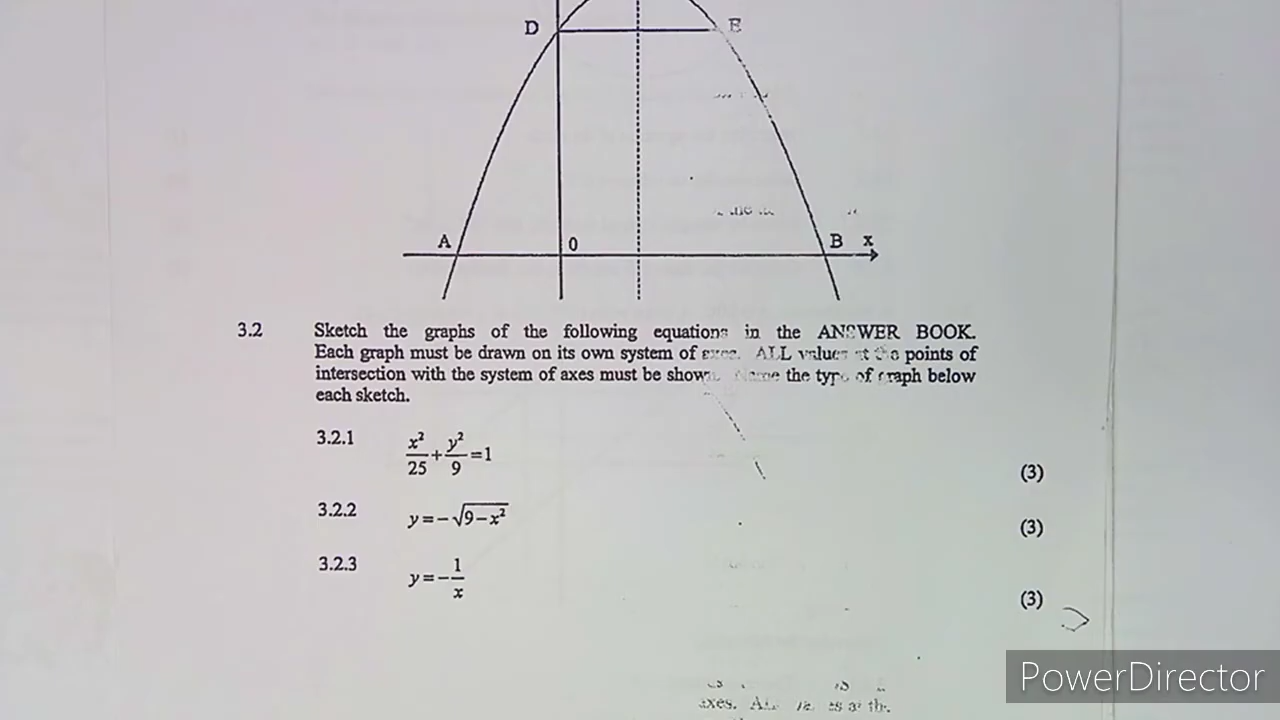 D E
A 0 B x
3.2 Sketch the graphs of the following equations in the ANSWER BOOK.
Each graph must be drawn on its own system of axes. ALL values at the points of
intersection with the system of axes must be shown. Name the type of graph below
each sketch.
3.2.1 x²/25 + y²/9 = 1 (3)
3.2.2 y = −√(9−x²) (3)
3.2.3 y = −1/x (3)
PowerDirector
axes.